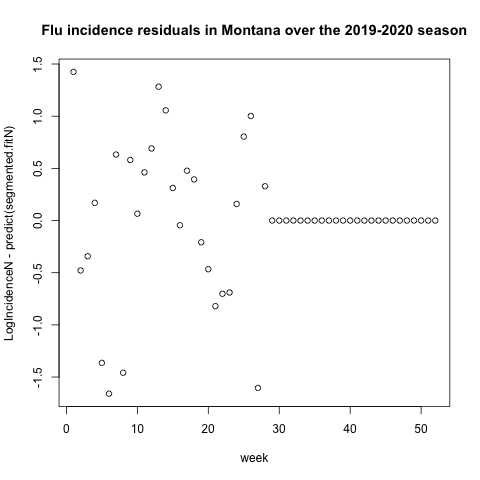 Flu incidence residuals in Montana over the 2019-2020 season
LogIncidenceN - predict(segmented.fitN)
1.5
1.0
0.5
0.0
-0.5
-1.0
-1.5
0 10 20 30 40 50
week